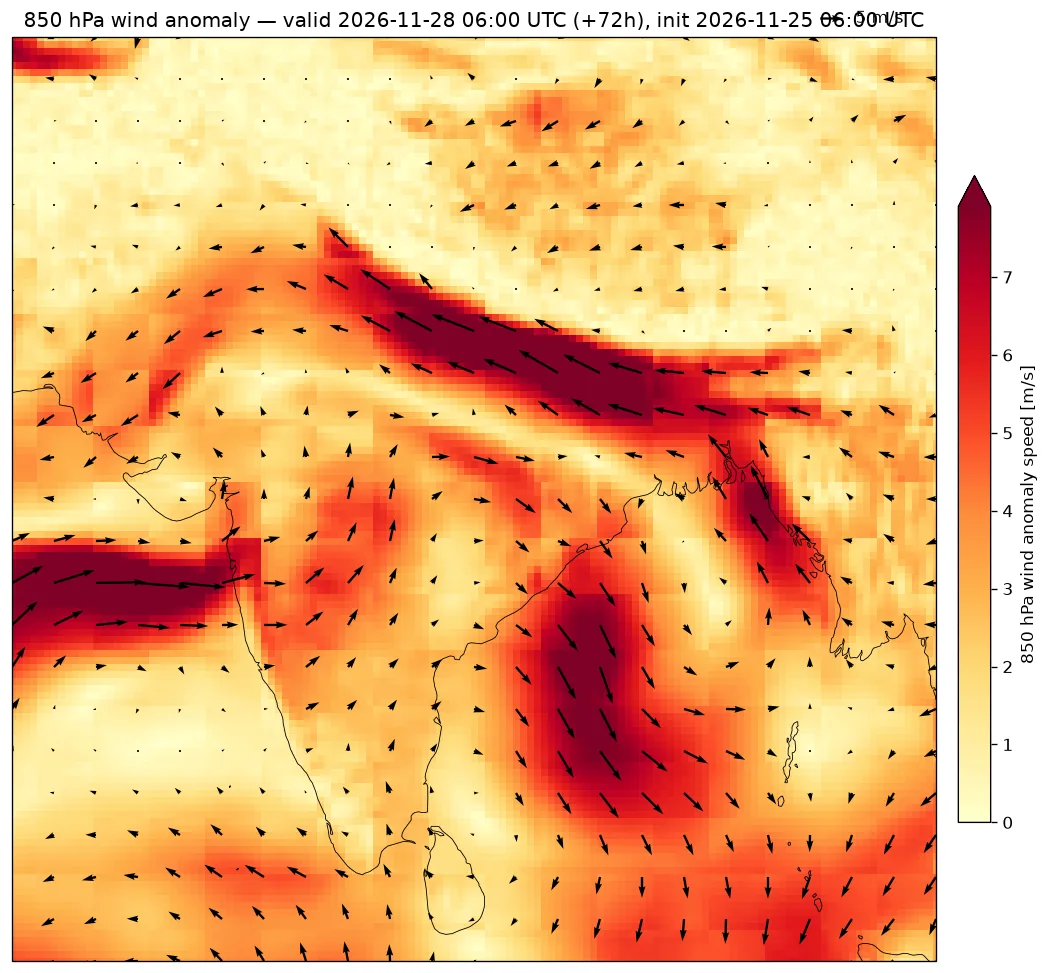 850 hPa wind anomaly — valid 2026-11-28 06:00 UTC (+72h), init 2026-11-25 06:00 UTC
5 m/s
7
6
5
4
3
2
1
0
850 hPa wind anomaly speed [m/s]